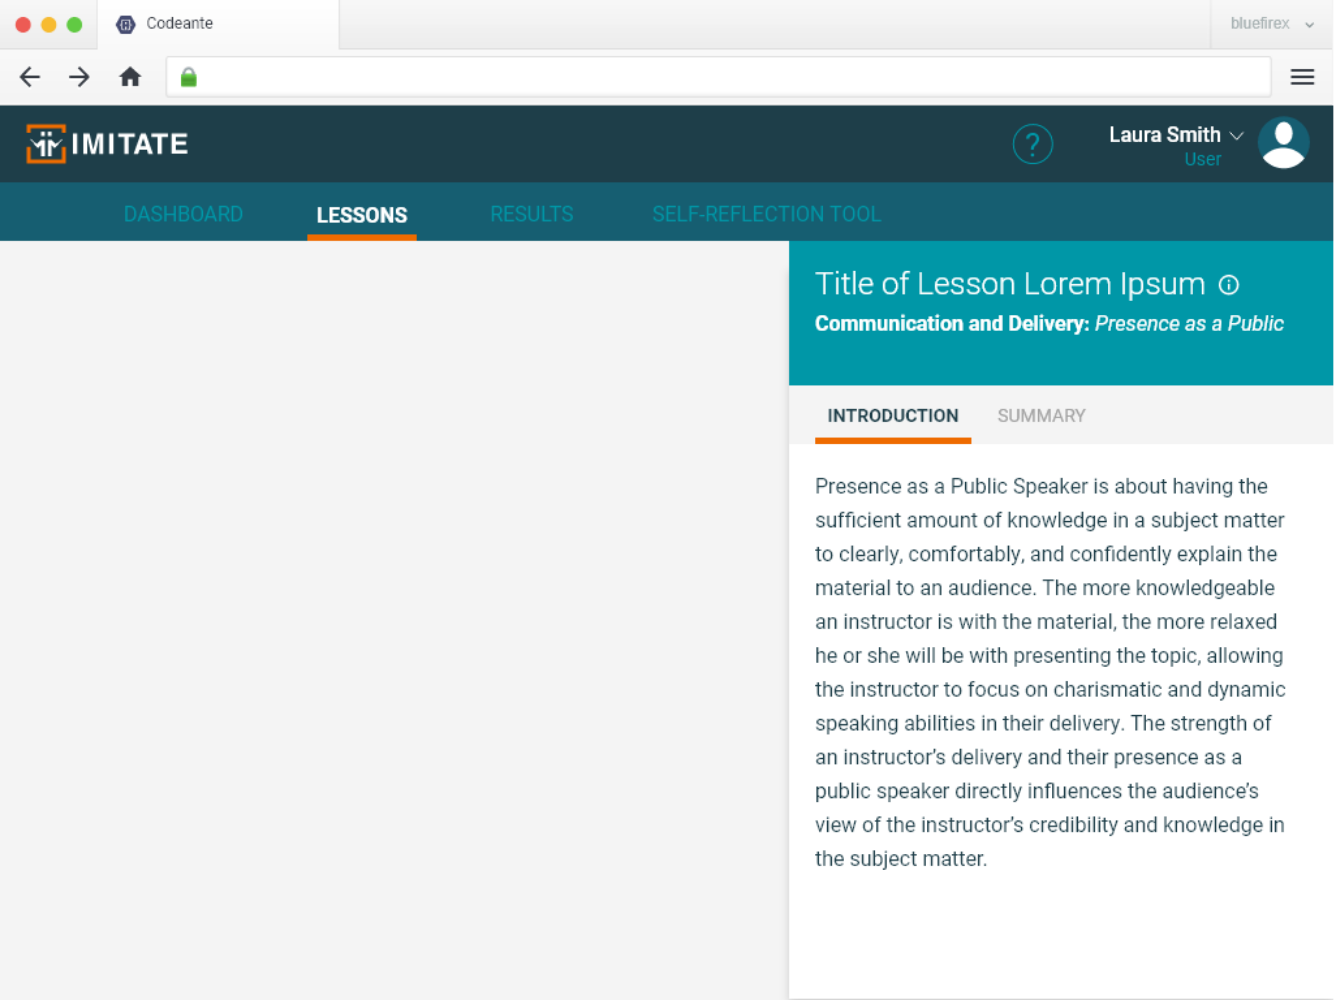 Codeante
bluefirex
IMITATE
?
Laura Smith
User
DASHBOARD
LESSONS
RESULTS
SELF-REFLECTION TOOL
Title of Lesson Lorem Ipsum
Communication and Delivery: Presence as a Public
INTRODUCTION
SUMMARY
Presence as a Public Speaker is about having the
sufficient amount of knowledge in a subject matter
to clearly, comfortably, and confidently explain the
material to an audience. The more knowledgeable
an instructor is with the material, the more relaxed
he or she will be with presenting the topic, allowing
the instructor to focus on charismatic and dynamic
speaking abilities in their delivery. The strength of
an instructor’s delivery and their presence as a
public speaker directly influences the audience’s
view of the instructor’s credibility and knowledge in
the subject matter.